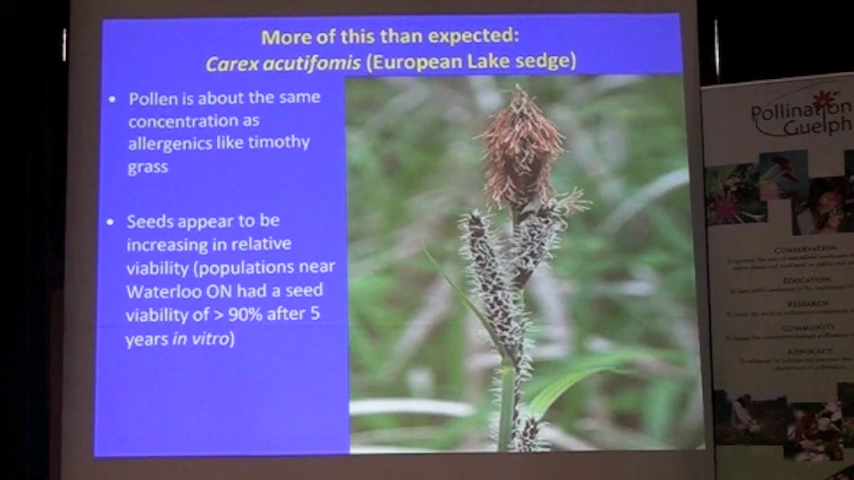 More of this than expected:
Carex acutifomis (European Lake sedge)
• Pollen is about the same
concentration as
allergenics like timothy
grass
• Seeds appear to be
increasing in relative
viability (populations near
Waterloo ON had a seed
viability of > 90% after 5
years in vitro)
Pollination
Guelph
CONSERVATION
EDUCATION
RESEARCH
COMMUNITY
ADVOCACY